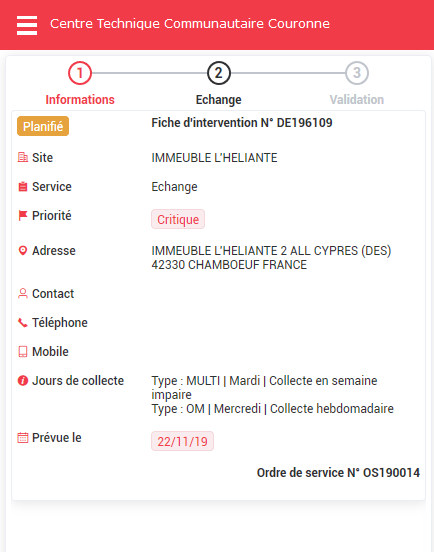 Centre Technique Communautaire Couronne
1 2 3
Informations Echange Validation
Planifié Fiche d'intervention N° DE196109
Site IMMEUBLE L'HELIANTE
Service Echange
Priorité Critique
Adresse IMMEUBLE L'HELIANTE 2 ALL CYPRES (DES)
42330 CHAMBOEUF FRANCE
Contact
Téléphone
Mobile
Jours de collecte Type : MULTI | Mardi | Collecte en semaine
impaire
Type : OM | Mercredi | Collecte hebdomadaire
Prévue le 22/11/19
Ordre de service N° OS190014